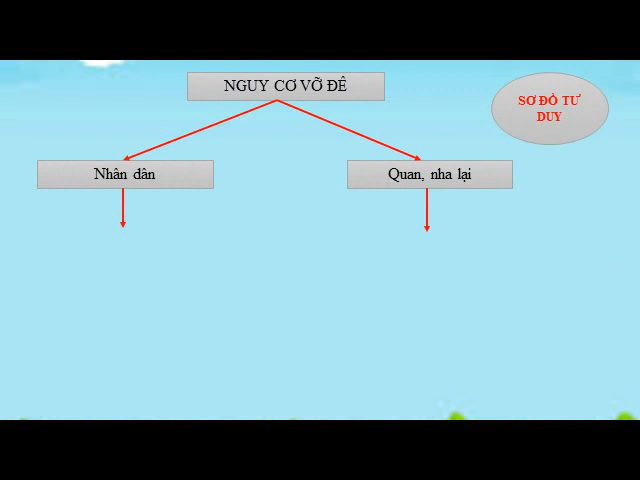 NGUY CƠ VỠ ĐÊ
SƠ ĐỒ TƯ
DUY
Nhân dân
Quan, nha lại